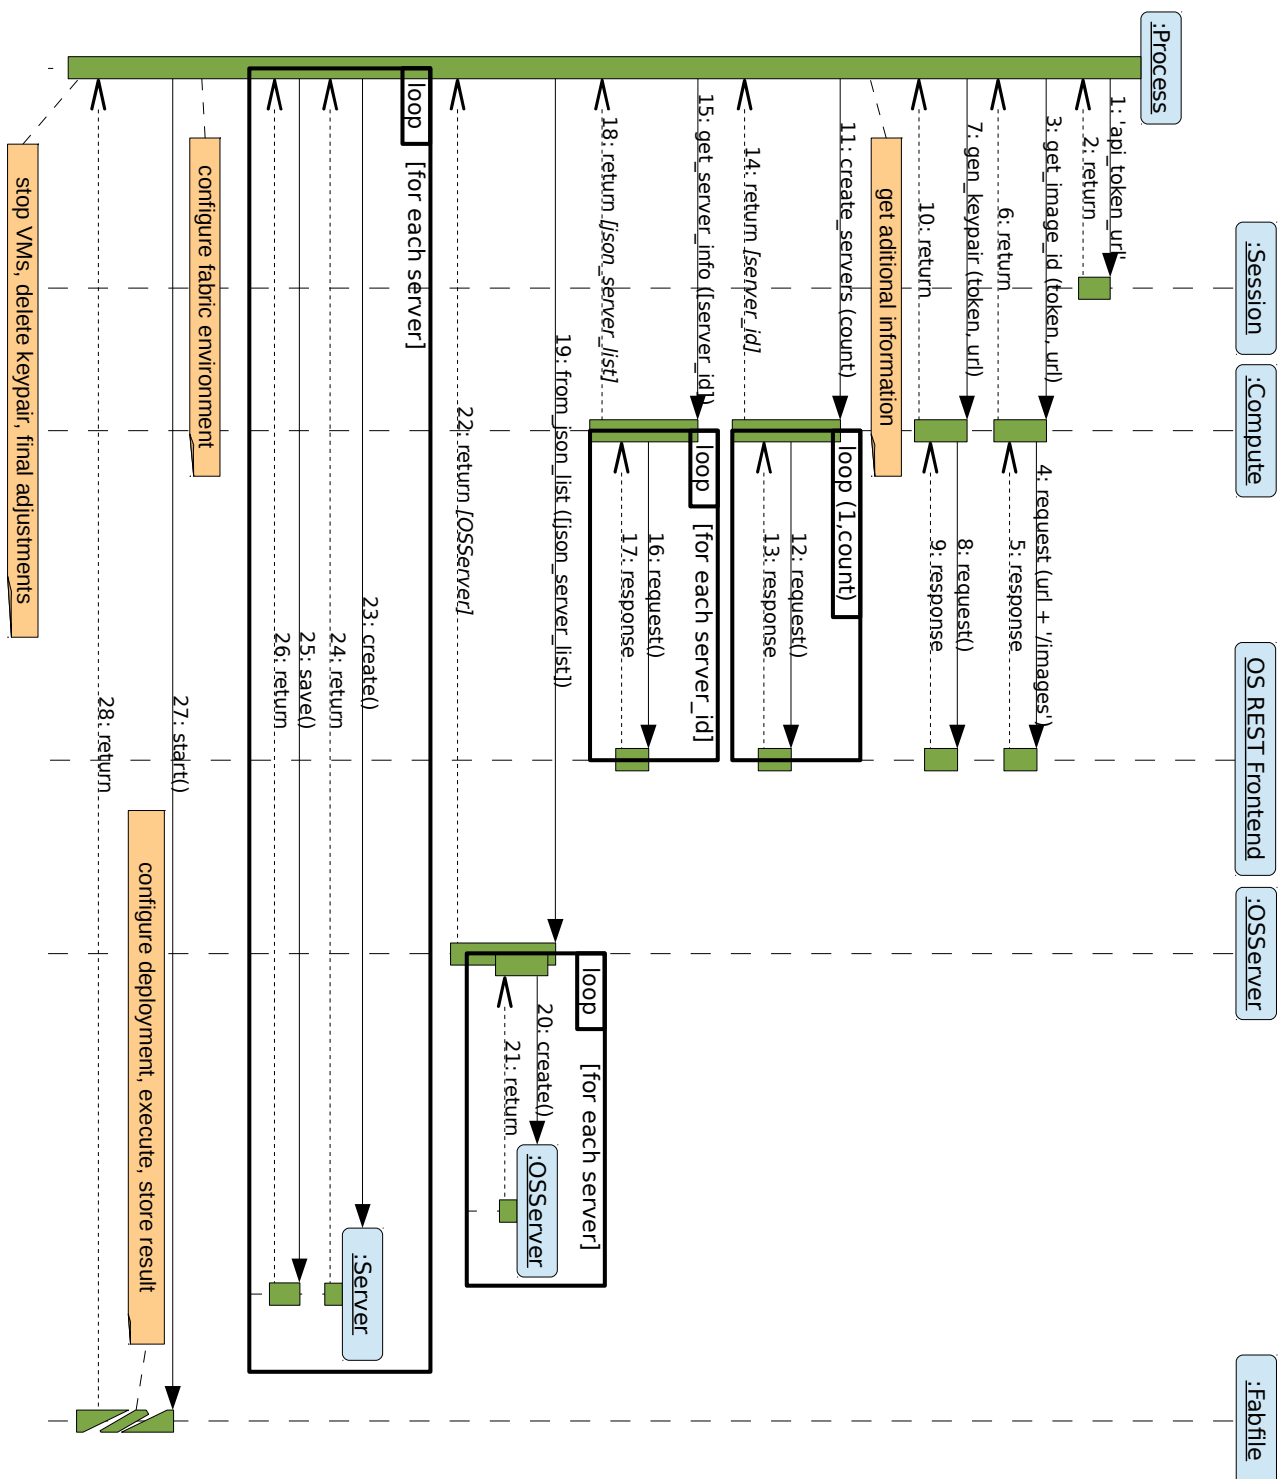 :Process
:Session
:Compute
OS REST Frontend
:OSServer
:Fabfile
1: 'api_token_url'
2: return
3: get_image_id (token, url)
4: request (url + '/images')
5: response
6: return
7: gen_keypair (token, url)
8: request()
9: response
10: return
get aditional information
11: create_servers (count)
loop (1,count)
12: request()
13: response
14: return [server_id]
15: get_server_info ([server_id])
loop
[for each server_id]
16: request()
17: response
18: return [json_server_list]
19: from_json_list ([json_server_list])
loop
[for each server]
20: create()
:OSServer
21: return
22: return [OSServer]
loop
[for each server]
23: create()
:Server
24: return
25: save()
26: return
configure fabric environment
27: start()
configure deployment, execute, store result
28: return
stop VMs, delete keypair, final adjustments